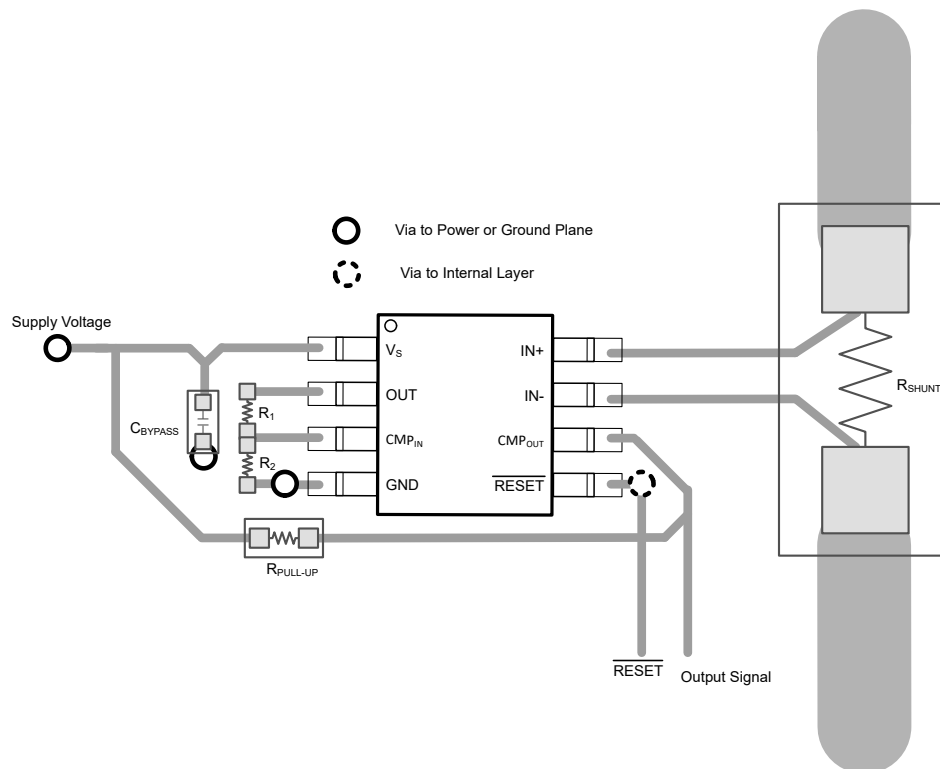 Via to Power or Ground Plane
Via to Internal Layer
Supply Voltage
VS
IN+
OUT
IN-
RSHUNT
CBYPASS
R1
CMPIN
CMPOUT
R2
GND
RESET
RPULL-UP
RESET
Output Signal